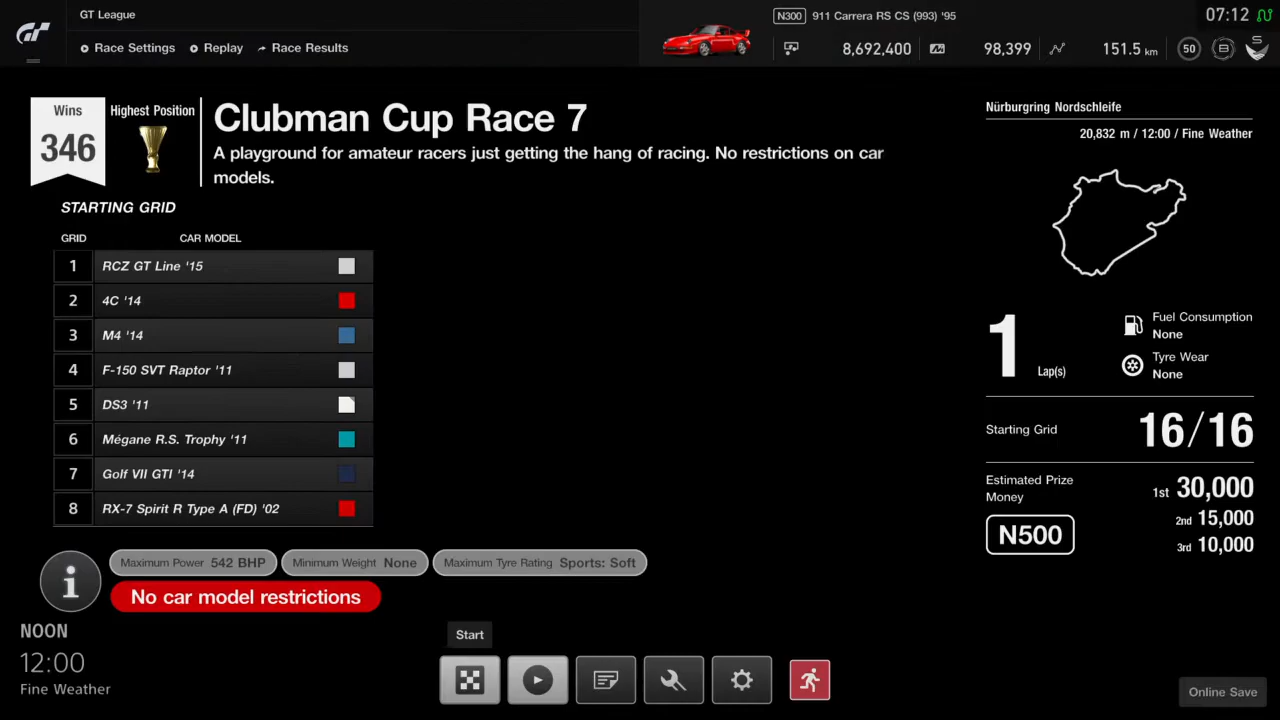 GT League
N300 911 Carrera RS CS (993) '95
07:12
Race Settings Replay Race Results
8,692,400 98,399 151.5 km 50 B S
Wins
346
Highest Position
Clubman Cup Race 7
A playground for amateur racers just getting the hang of racing. No restrictions on car
models.
STARTING GRID
GRID CAR MODEL
1 RCZ GT Line '15
2 4C '14
3 M4 '14
4 F-150 SVT Raptor '11
5 DS3 '11
6 Mégane R.S. Trophy '11
7 Golf VII GTI '14
8 RX-7 Spirit R Type A (FD) '02
Maximum Power 542 BHP Minimum Weight None Maximum Tyre Rating Sports: Soft
No car model restrictions
NOON
12:00
Fine Weather
Start
Nürburgring Nordschleife
20,832 m / 12:00 / Fine Weather
1 Lap(s)
Fuel Consumption
None
Tyre Wear
None
Starting Grid 16/16
Estimated Prize
Money
N500
1st 30,000
2nd 15,000
3rd 10,000
Online Save